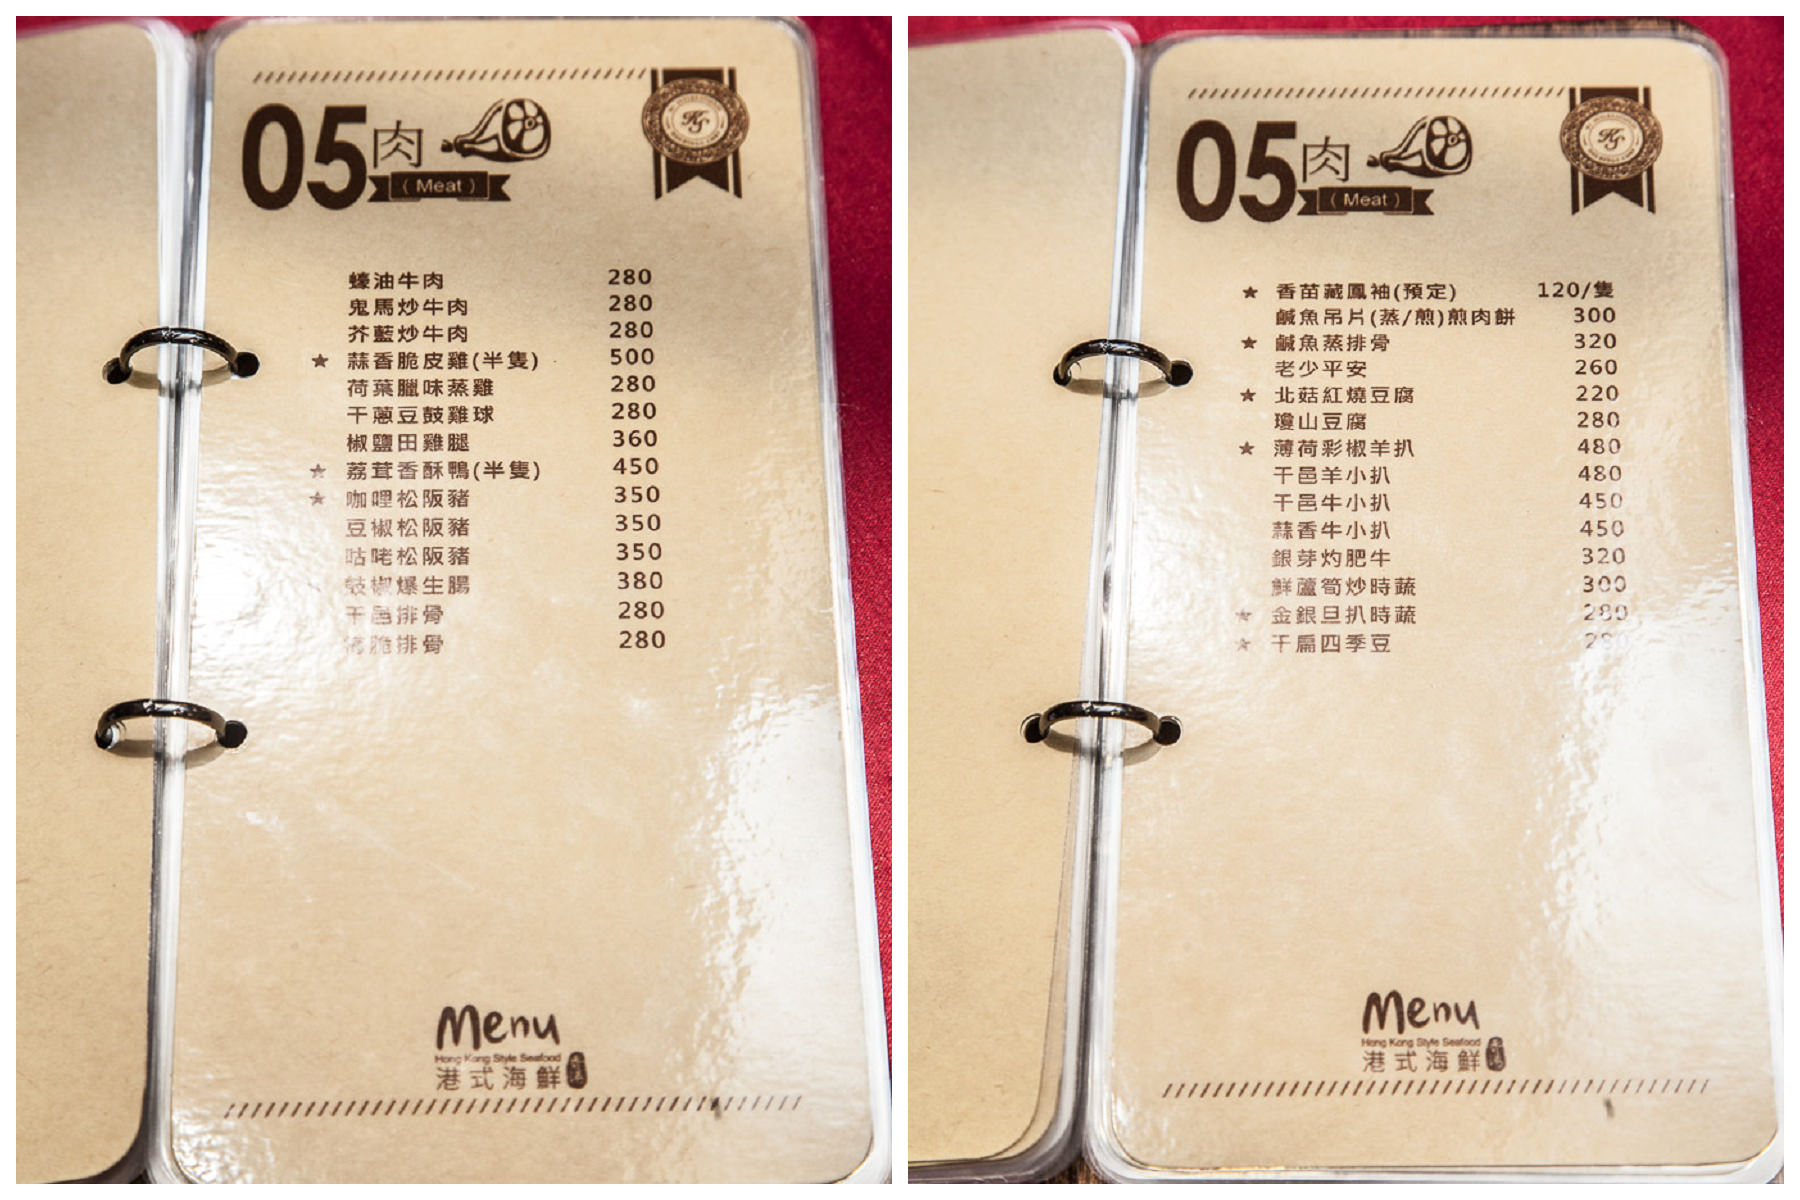 05 肉
(Meat)
KS
蠔油牛肉 280
鬼馬炒牛肉 280
芥藍炒牛肉 280
★ 蒜香脆皮雞(半隻) 500
荷葉臘味蒸雞 280
干蔥豆鼓雞球 280
椒鹽田雞腿 360
★ 荔茸香酥鴨(半隻) 450
★ 咖哩松阪豬 350
豆椒松阪豬 350
咕咾松阪豬 350
豉椒爆生腸 380
干邑排骨 280
脆排骨 280
Menu
Hong Kong Style Seafood
港式海鮮
05 肉
(Meat)
KS
★ 香苗藏鳳袖(預定) 120/隻
鹹魚吊片(蒸/煎)煎肉餅 300
★ 鹹魚蒸排骨 320
老少平安 260
★ 北菇紅燒豆腐 220
瓊山豆腐 280
★ 薄荷彩椒羊扒 480
干邑羊小扒 480
干邑牛小扒 450
蒜香牛小扒 450
銀芽灼肥牛 320
鮮蘆筍炒時蔬 300
★ 金銀旦扒時蔬 280
★ 干扁四季豆 280
Menu
Hong Kong Style Seafood
港式海鮮